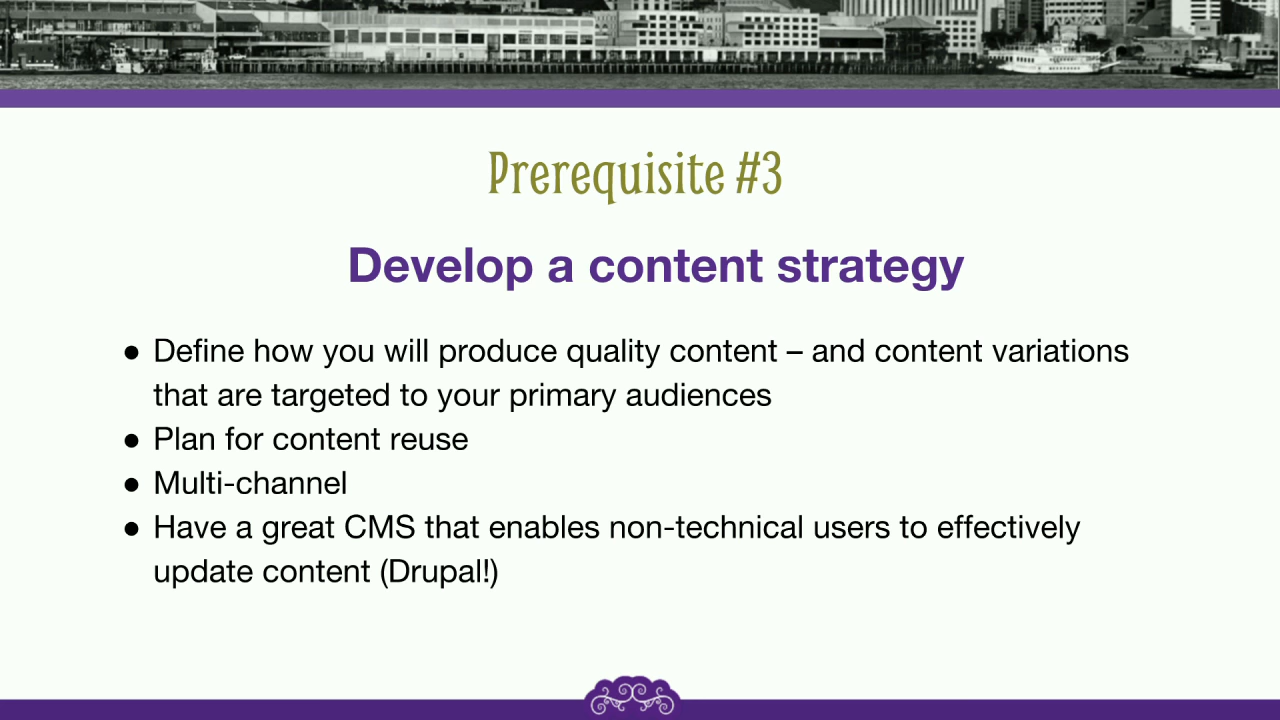 Prerequisite #3
Develop a content strategy
● Define how you will produce quality content – and content variations
that are targeted to your primary audiences
● Plan for content reuse
● Multi-channel
● Have a great CMS that enables non-technical users to effectively
update content (Drupal!)